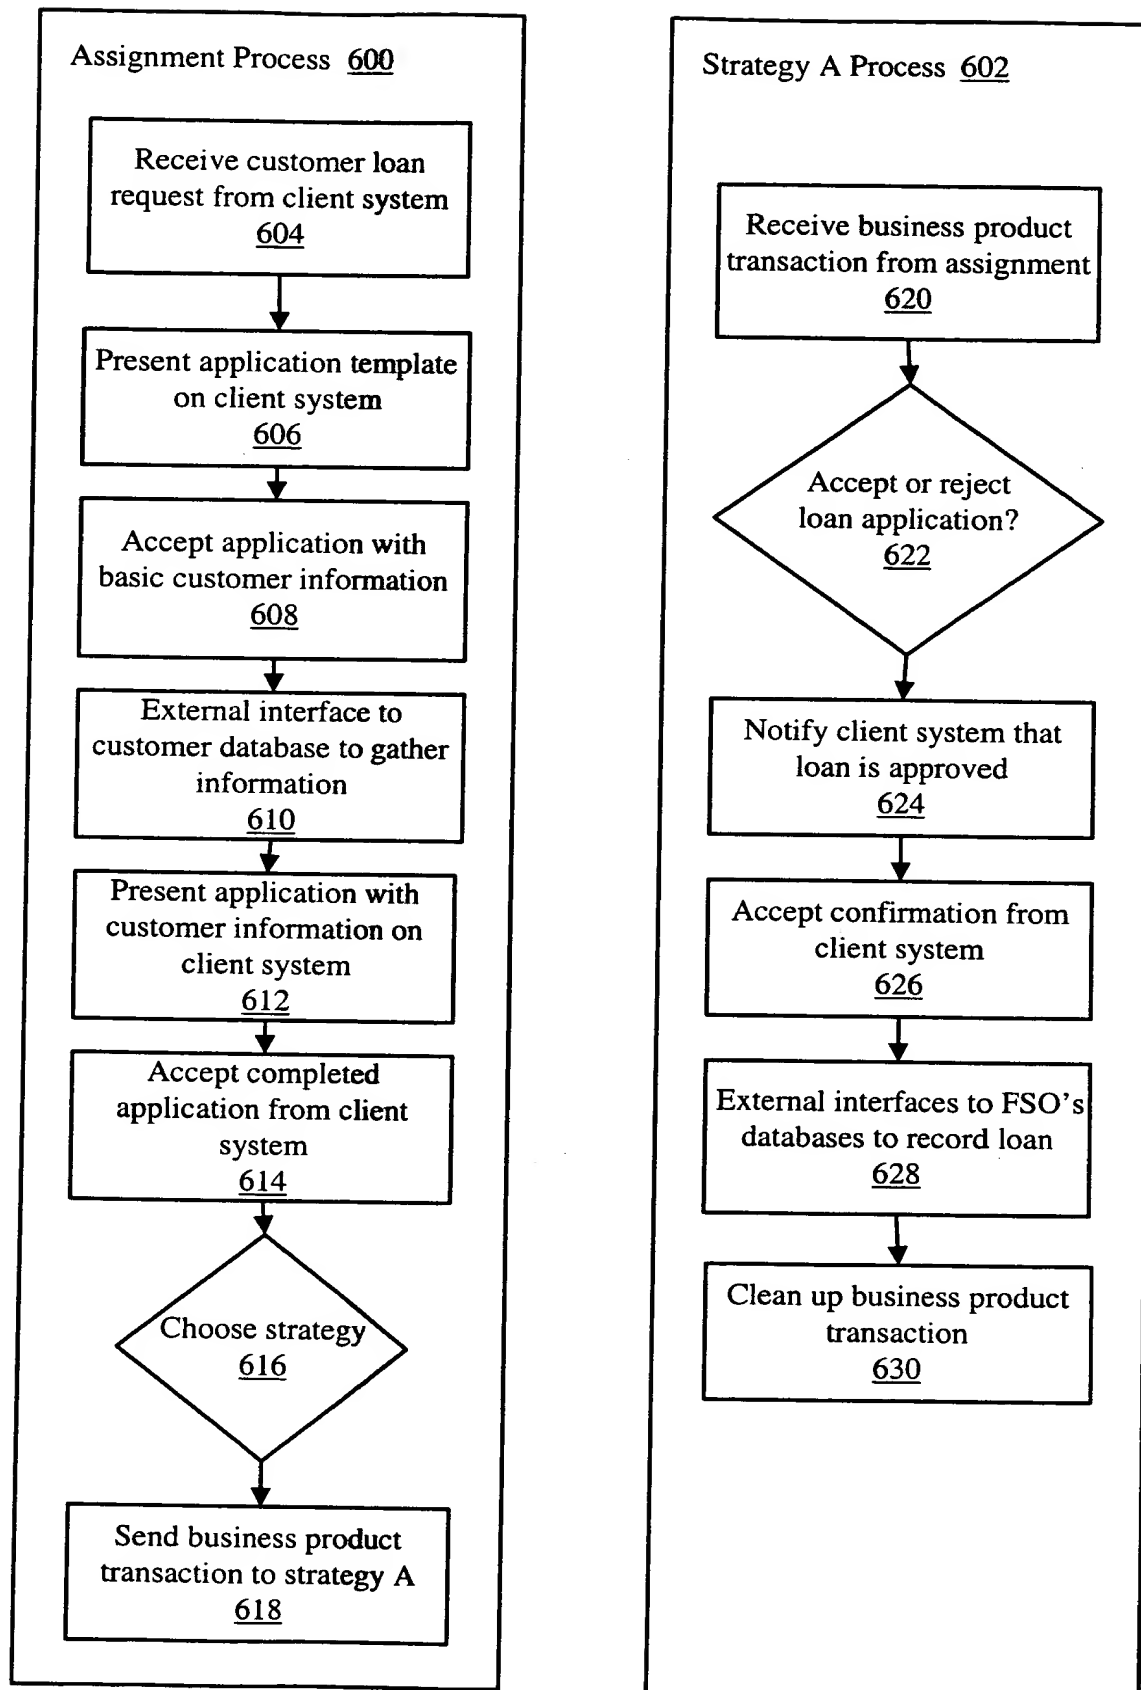 Assignment Process 600
Receive customer loan
request from client system
604
Present application template
on client system
606
Accept application with
basic customer information
608
External interface to
customer database to gather
information
610
Present application with
customer information on
client system
612
Accept completed
application from client
system
614
Choose strategy
616
Send business product
transaction to strategy A
618
Strategy A Process 602
Receive business product
transaction from assignment
620
Accept or reject
loan application?
622
Notify client system that
loan is approved
624
Accept confirmation from
client system
626
External interfaces to FSO's
databases to record loan
628
Clean up business product
transaction
630